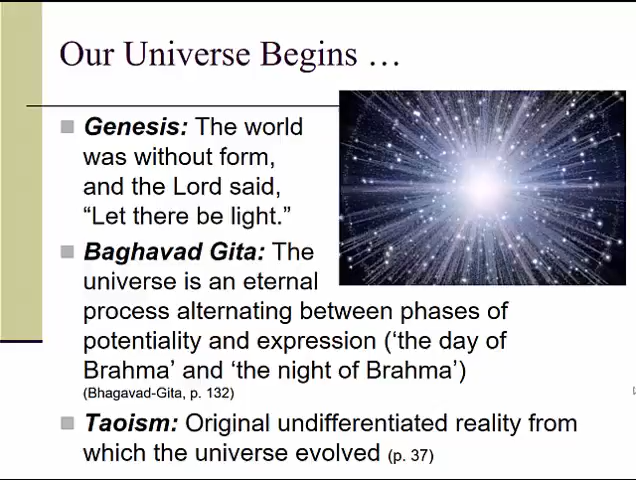 Our Universe Begins …
Genesis: The world
was without form,
and the Lord said,
“Let there be light.”
Baghavad Gita: The
universe is an eternal
process alternating between phases of
potentiality and expression (‘the day of
Brahma’ and ‘the night of Brahma’)
(Bhagavad-Gita, p. 132)
Taoism: Original undifferentiated reality from
which the universe evolved (p. 37)